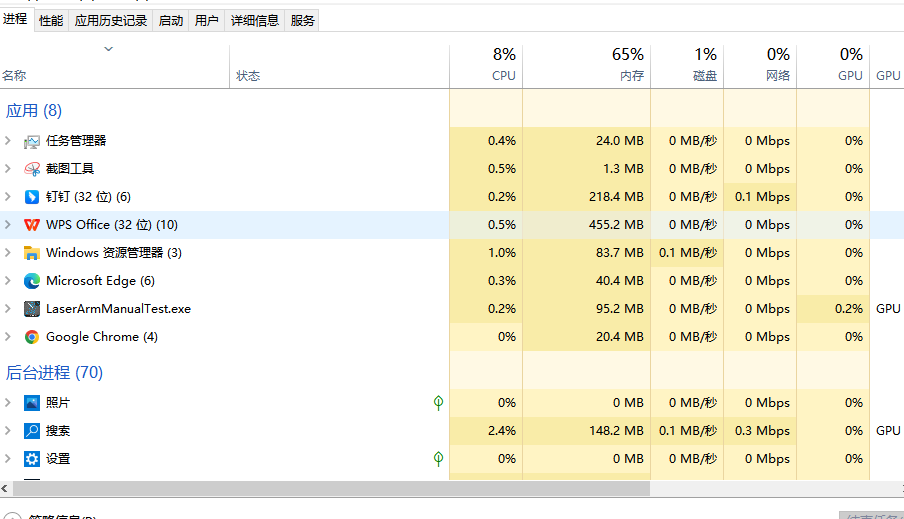 进程 性能 应用历史记录 启动 用户 详细信息 服务
8% 65% 1% 0% 0%
名称 状态 CPU 内存 磁盘 网络 GPU GPU
应用 (8)
任务管理器 0.4% 24.0 MB 0 MB/秒 0 Mbps 0%
截图工具 0.5% 1.3 MB 0 MB/秒 0 Mbps 0%
钉钉 (32 位) (6) 0.2% 218.4 MB 0 MB/秒 0.1 Mbps 0%
WPS Office (32 位) (10) 0.5% 455.2 MB 0 MB/秒 0 Mbps 0%
Windows 资源管理器 (3) 1.0% 83.7 MB 0.1 MB/秒 0 Mbps 0%
Microsoft Edge (6) 0.3% 40.4 MB 0 MB/秒 0 Mbps 0%
LaserArmManualTest.exe 0.2% 95.2 MB 0 MB/秒 0 Mbps 0.2% GPU
Google Chrome (4) 0% 20.4 MB 0 MB/秒 0 Mbps 0%
后台进程 (70)
照片 0% 0 MB 0 MB/秒 0 Mbps 0%
搜索 2.4% 148.2 MB 0.1 MB/秒 0.3 Mbps 0% GPU
设置 0% 0 MB 0 MB/秒 0 Mbps 0%